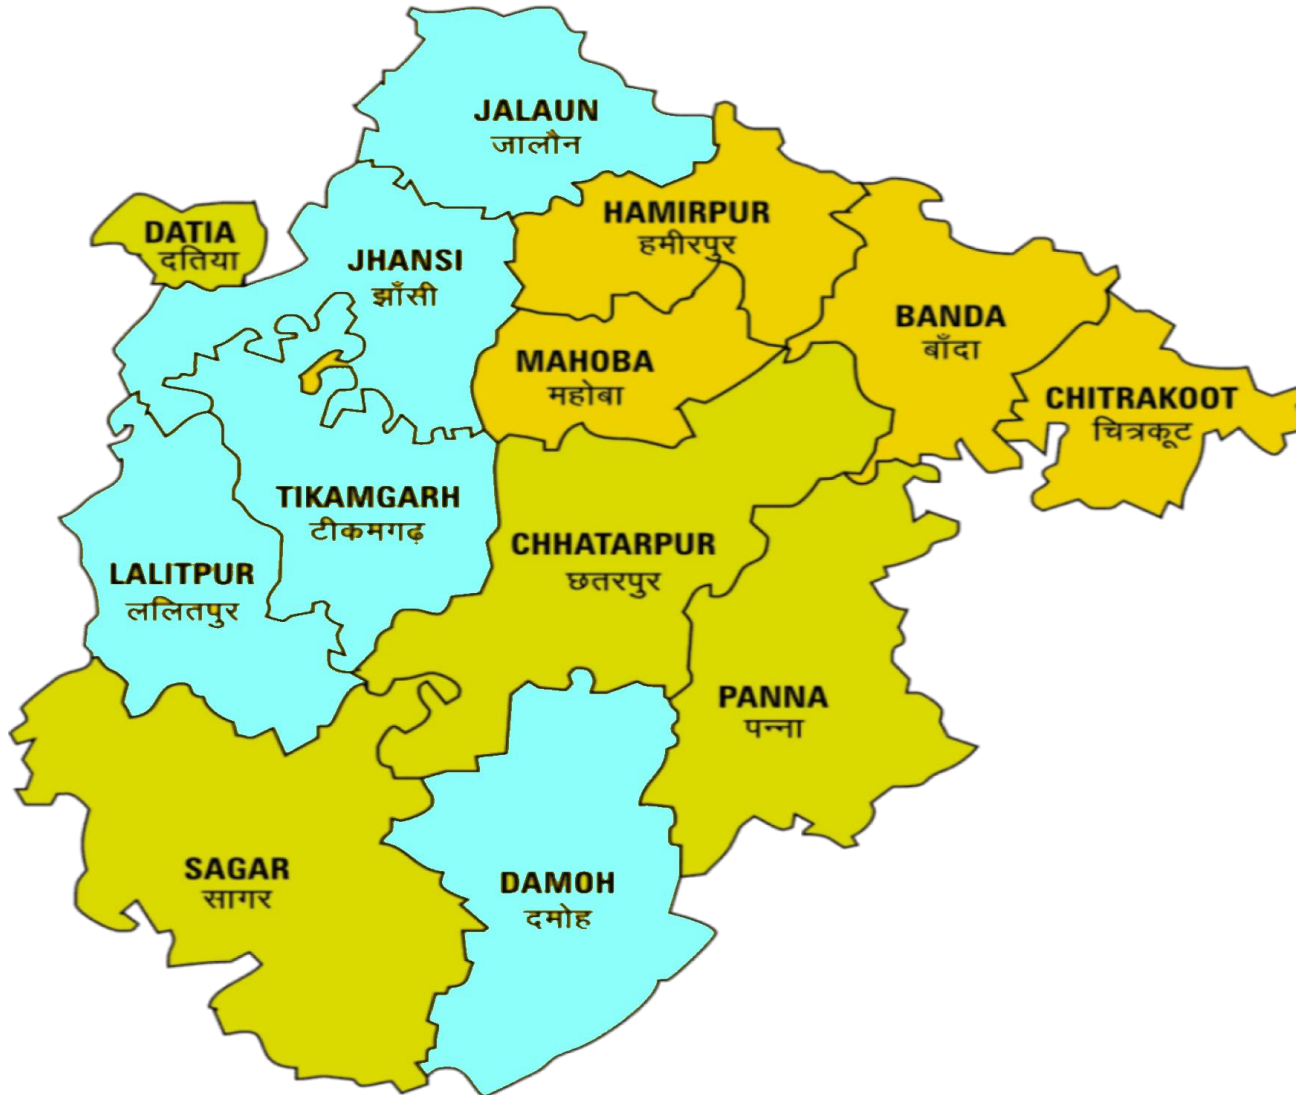 JALAUN
जालौन
HAMIRPUR
हमीरपुर
DATIA
दतिया
JHANSI
झाँसी
BANDA
बाँदा
MAHOBA
महोबा
CHITRAKOOT
चित्रकूट
TIKAMGARH
टीकमगढ़
CHHATARPUR
छतरपुर
LALITPUR
ललितपुर
PANNA
पन्ना
SAGAR
सागर
DAMOH
दमोह